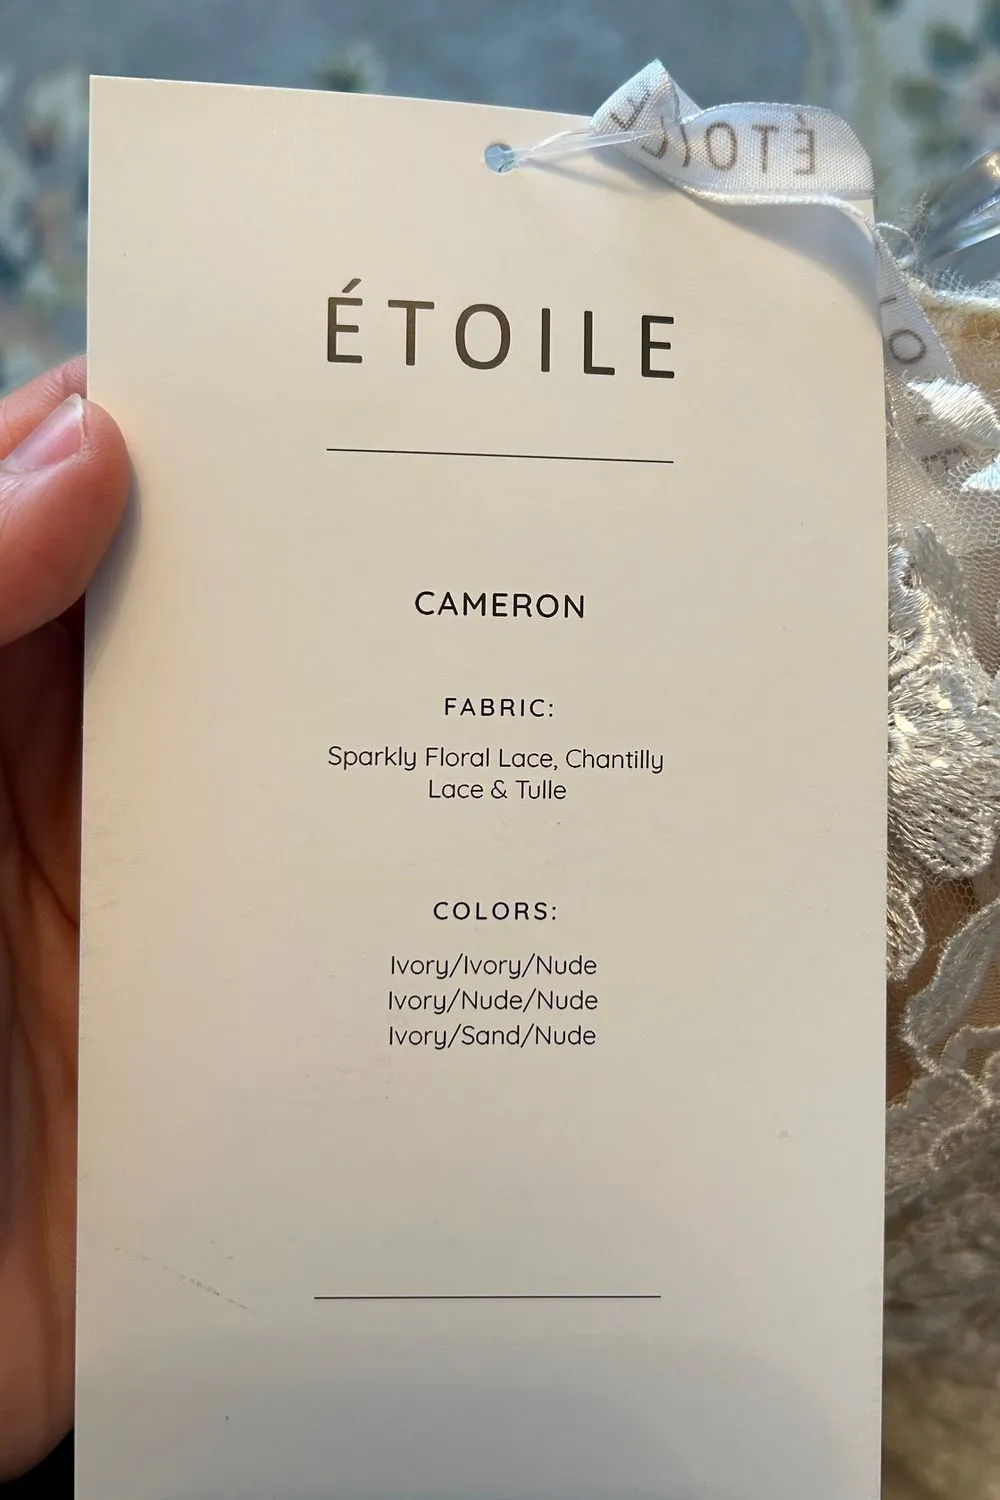 ÉTOILE
ÉTOILE
CAMERON
FABRIC:
Sparkly Floral Lace, Chantilly
Lace & Tulle
COLORS:
Ivory/Ivory/Nude
Ivory/Nude/Nude
Ivory/Sand/Nude